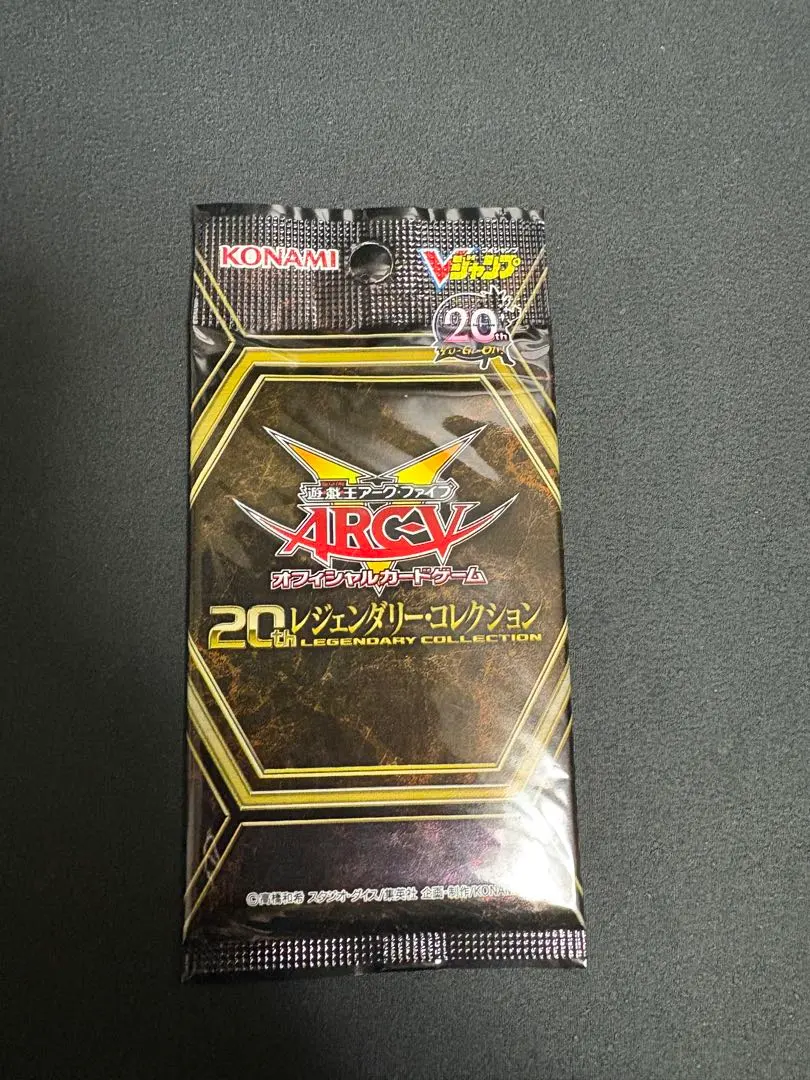 KONAMI
Vジャンプ
20th
YU-GI-OH!
遊戯王アーク・ファイブ
ARC-V
オフィシャルカードゲーム
20th レジェンダリー・コレクション
LEGENDARY COLLECTION
©高橋和希 スタジオ・ダイス/集英社 企画・制作/KONA